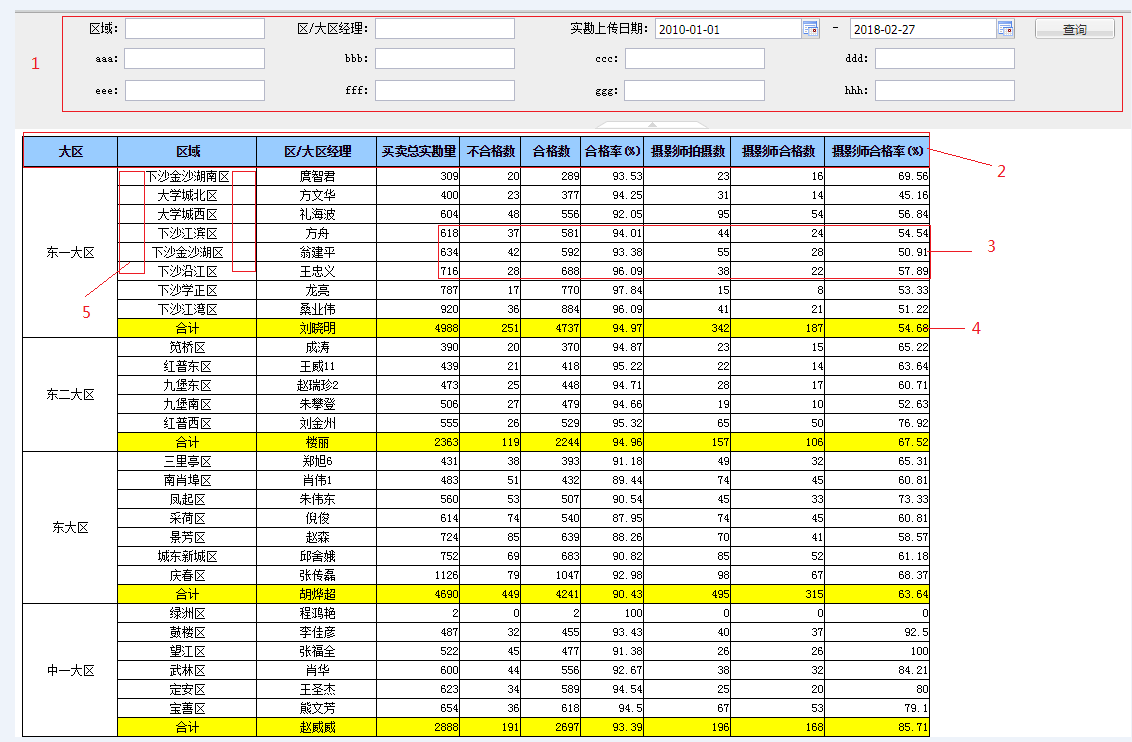 区域: 区/大区经理: 实勘上传日期: 2010-01-01 - 2018-02-27 查询
1
aaa: bbb: ccc: ddd:
eee: fff: ggg: hhh:
大区 区域 区/大区经理 买卖总实勘量 不合格数 合格数 合格率(%) 摄影师拍摄数 摄影师合格数 摄影师合格率(%)
2
东一大区
下沙金沙湖南区 度智君 309 20 289 93.53 23 16 69.56
大学城北区 方文华 400 23 377 94.25 31 14 45.16
大学城西区 礼海波 604 48 556 92.05 95 54 56.84
下沙江滨区 方舟 618 37 581 94.01 44 24 54.54
下沙金沙湖区 翁建平 634 42 592 93.38 55 28 50.91
3
下沙沿江区 王忠义 716 28 688 96.09 38 22 57.89
下沙学正区 龙亮 787 17 770 97.84 15 8 53.33
5
下沙江湾区 桑业伟 920 36 884 96.09 41 21 51.22
合计 刘晓明 4988 251 4737 94.97 342 187 54.68
4
东二大区
笕桥区 成涛 390 20 370 94.87 23 15 65.22
红普东区 王威11 439 21 418 95.22 22 14 63.64
九堡东区 赵瑞珍2 473 25 448 94.71 28 17 60.71
九堡南区 朱攀登 506 27 479 94.66 19 10 52.63
红普西区 刘金州 555 26 529 95.32 65 50 76.92
合计 楼丽 2363 119 2244 94.96 157 106 67.52
东大区
三里亭区 郑旭6 431 38 393 91.18 49 32 65.31
南肖埠区 肖伟1 483 51 432 89.44 74 45 60.81
凤起区 朱伟东 560 53 507 90.54 45 33 73.33
采荷区 倪俊 614 74 540 87.95 74 45 60.81
景芳区 赵森 724 85 639 88.26 70 41 58.57
城东新城区 邱舍娥 752 69 683 90.82 85 52 61.18
庆春区 张传磊 1126 79 1047 92.98 98 67 68.37
合计 胡烨超 4690 449 4241 90.43 495 315 63.64
中一大区
绿洲区 程鸿艳 2 0 2 100 0 0 0
鼓楼区 李佳彦 487 32 455 93.43 40 37 92.5
望江区 张福全 522 45 477 91.38 26 26 100
武林区 肖华 600 44 556 92.67 38 32 84.21
定安区 王圣杰 623 34 589 94.54 25 20 80
宝善区 熊文芳 654 36 618 94.5 67 53 79.1
合计 赵威威 2888 191 2697 93.39 196 168 85.71